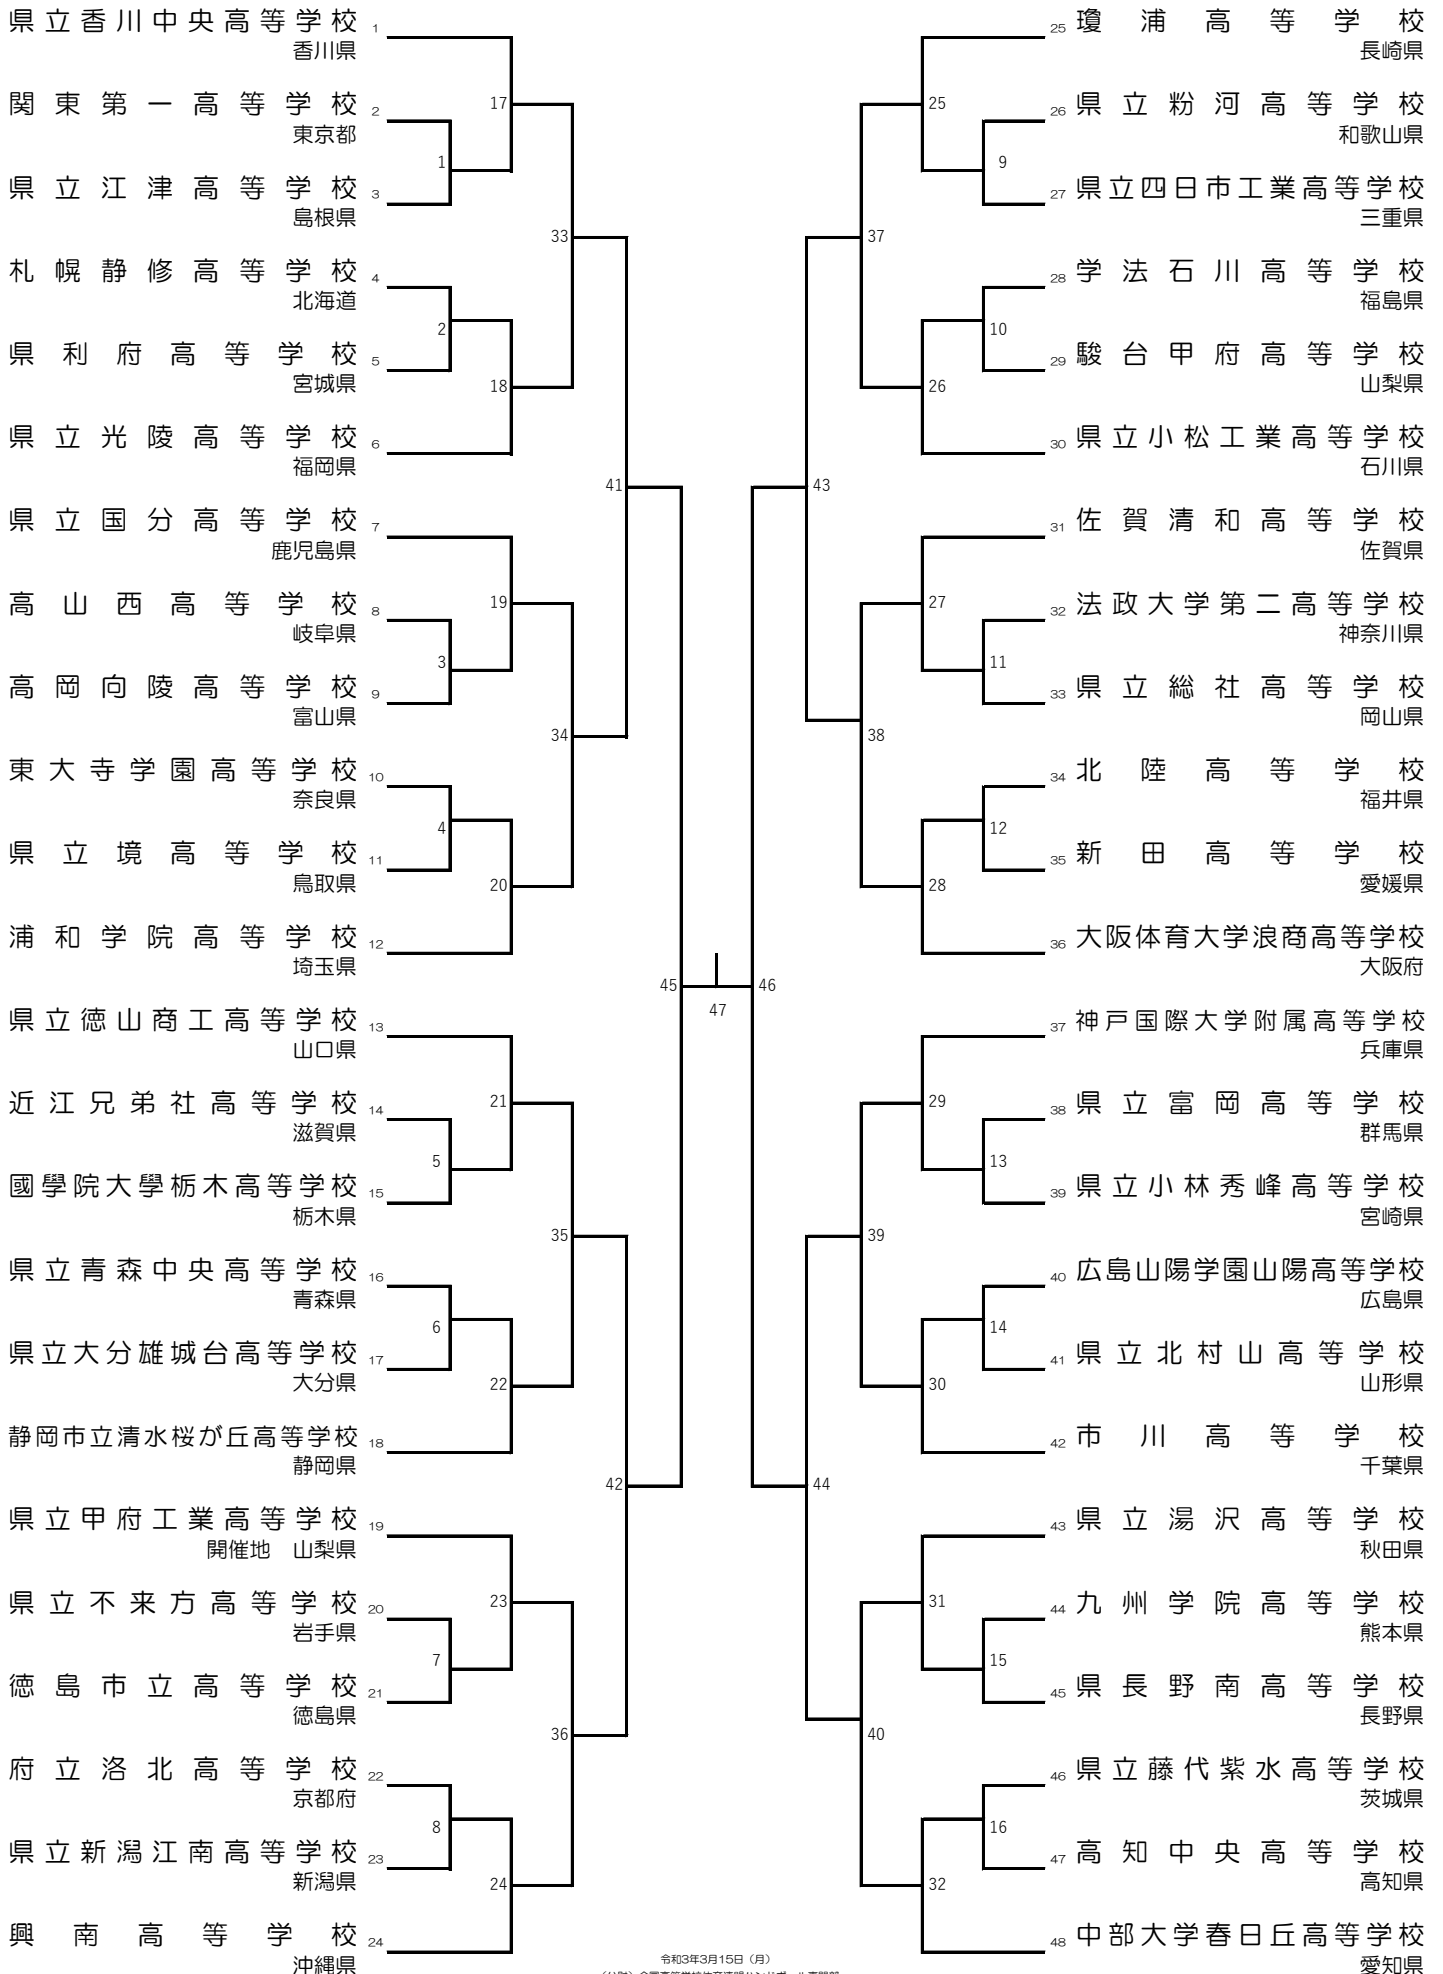 県立香川中央高等学校 1
香川県
関東第一高等学校 2
東京都
県立江津高等学校 3
島根県
札幌静修高等学校 4
北海道
県利府高等学校 5
宮城県
県立光陵高等学校 6
福岡県
県立国分高等学校 7
鹿児島県
高山西高等学校 8
岐阜県
高岡向陵高等学校 9
富山県
東大寺学園高等学校 10
奈良県
県立境高等学校 11
鳥取県
浦和学院高等学校 12
埼玉県
県立徳山商工高等学校 13
山口県
近江兄弟社高等学校 14
滋賀県
國學院大學栃木高等学校 15
栃木県
県立青森中央高等学校 16
青森県
県立大分雄城台高等学校 17
大分県
静岡市立清水桜が丘高等学校 18
静岡県
県立甲府工業高等学校 19
開催地 山梨県
県立不来方高等学校 20
岩手県
徳島市立高等学校 21
徳島県
府立洛北高等学校 22
京都府
県立新潟江南高等学校 23
新潟県
興南高等学校 24
沖縄県
1
2
3
4
5
6
7
8
17
18
19
20
21
22
23
24
33
34
35
36
41
42
45
47
46
43
44
37
38
39
40
25
26
27
28
29
30
31
32
9
10
11
12
13
14
15
16
25 瓊浦高等学校
長崎県
26 県立粉河高等学校
和歌山県
27 県立四日市工業高等学校
三重県
28 学法石川高等学校
福島県
29 駿台甲府高等学校
山梨県
30 県立小松工業高等学校
石川県
31 佐賀清和高等学校
佐賀県
32 法政大学第二高等学校
神奈川県
33 県立総社高等学校
岡山県
34 北陸高等学校
福井県
35 新田高等学校
愛媛県
36 大阪体育大学浪商高等学校
大阪府
37 神戸国際大学附属高等学校
兵庫県
38 県立富岡高等学校
群馬県
39 県立小林秀峰高等学校
宮崎県
40 広島山陽学園山陽高等学校
広島県
41 県立北村山高等学校
山形県
42 市川高等学校
千葉県
43 県立湯沢高等学校
秋田県
44 九州学院高等学校
熊本県
45 県長野南高等学校
長野県
46 県立藤代紫水高等学校
茨城県
47 高知中央高等学校
高知県
48 中部大学春日丘高等学校
愛知県
令和3年3月15日（月）